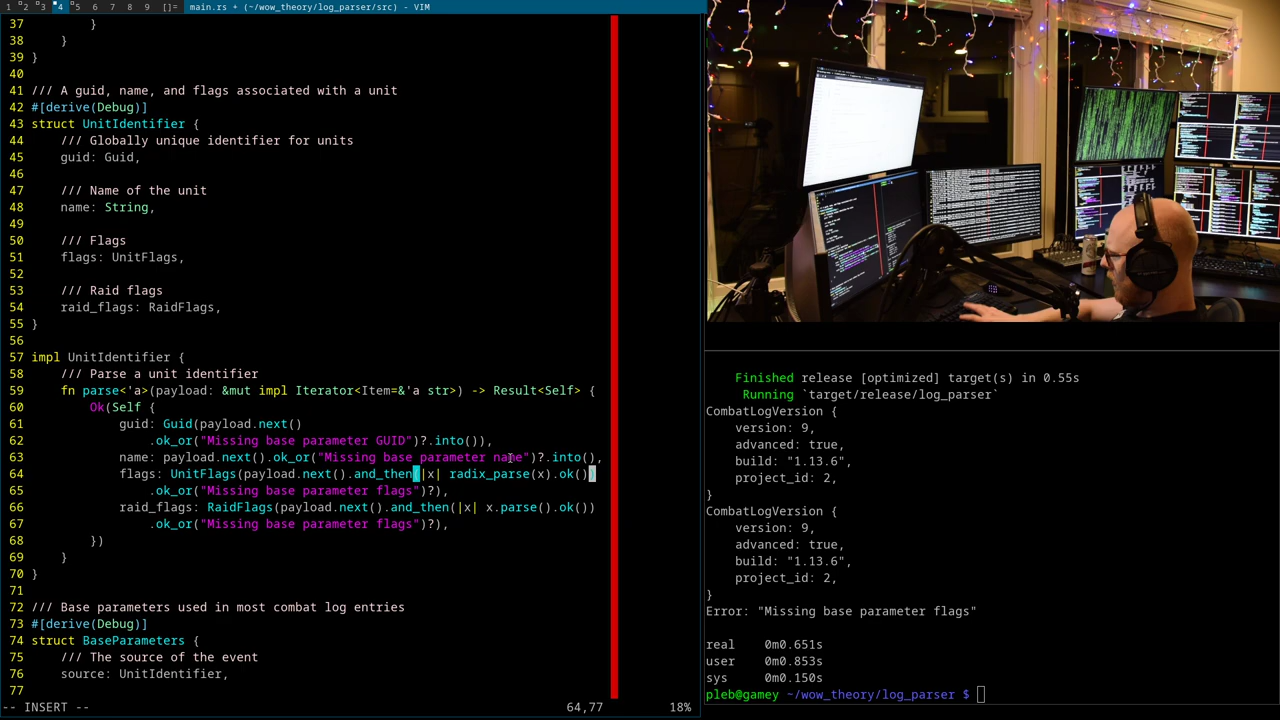 1 2 3 4 5 6 7 8 9 []= main.rs + (~/wow_theory/log_parser/src) - VIM
37         }
38     }
39 }
40
41 /// A guid, name, and flags associated with a unit
42 #[derive(Debug)]
43 struct UnitIdentifier {
44     /// Globally unique identifier for units
45     guid: Guid,
46
47     /// Name of the unit
48     name: String,
49
50     /// Flags
51     flags: UnitFlags,
52
53     /// Raid flags
54     raid_flags: RaidFlags,
55 }
56
57 impl UnitIdentifier {
58     /// Parse a unit identifier
59     fn parse<'a>(payload: &mut impl Iterator<Item=&'a str>) -> Result<Self> {
60         Ok(Self {
61             guid: Guid(payload.next()
62                 .ok_or("Missing base parameter GUID")?.into()),
63             name: payload.next().ok_or("Missing base parameter name")?.into(),
64             flags: UnitFlags(payload.next().and_then(|x| radix_parse(x).ok())
65                 .ok_or("Missing base parameter flags")?),
66             raid_flags: RaidFlags(payload.next().and_then(|x| x.parse().ok())
67                 .ok_or("Missing base parameter flags")?),
68         })
69     }
70 }
71
72 /// Base parameters used in most combat log entries
73 #[derive(Debug)]
74 struct BaseParameters {
75     /// The source of the event
76     source: UnitIdentifier,
77
-- INSERT -- 64,77 18%
Finished release [optimized] target(s) in 0.55s
Running `target/release/log_parser`
CombatLogVersion {
    version: 9,
    advanced: true,
    build: "1.13.6",
    project_id: 2,
}
CombatLogVersion {
    version: 9,
    advanced: true,
    build: "1.13.6",
    project_id: 2,
}
Error: "Missing base parameter flags"
real 0m0.651s
user 0m0.853s
sys 0m0.150s
pleb@gamey ~/wow_theory/log_parser $